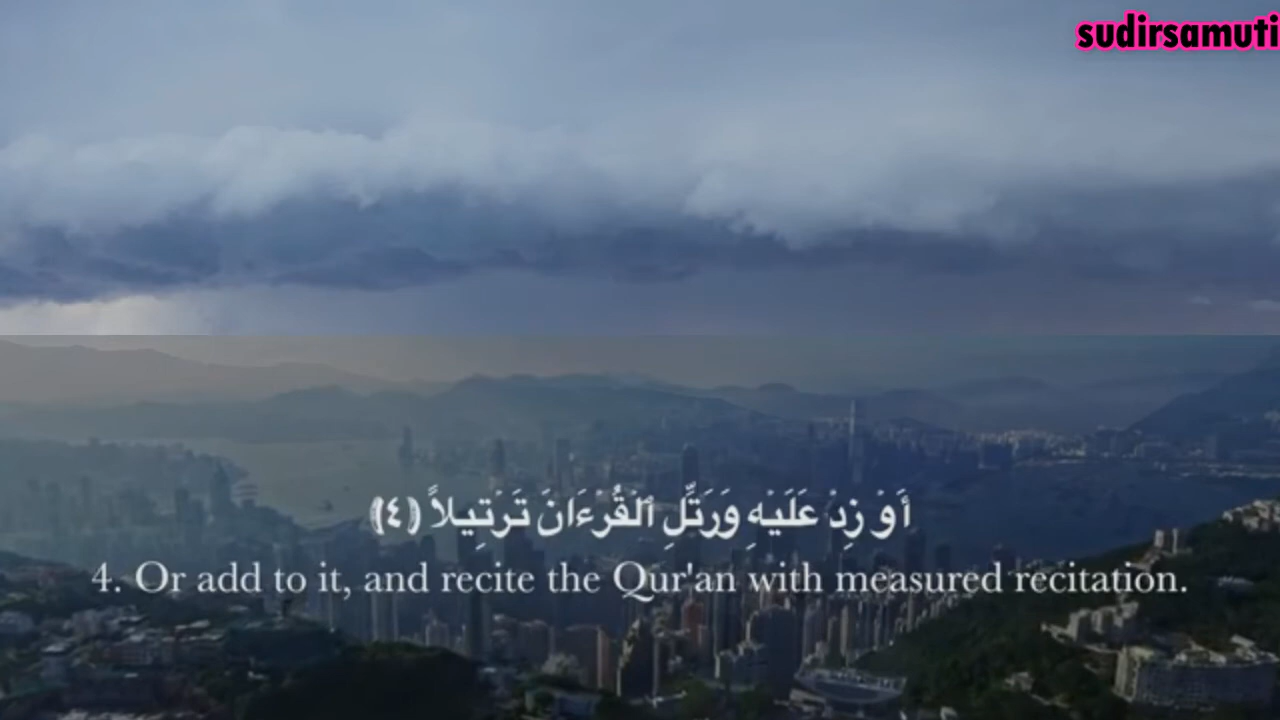 sudirsamuti
أَوْ زِدْ عَلَيْهِ وَرَتِّلِ ٱلْقُرْءَانَ تَرْتِيلاً ﴿٤﴾
4. Or add to it, and recite the Qur'an with measured recitation.